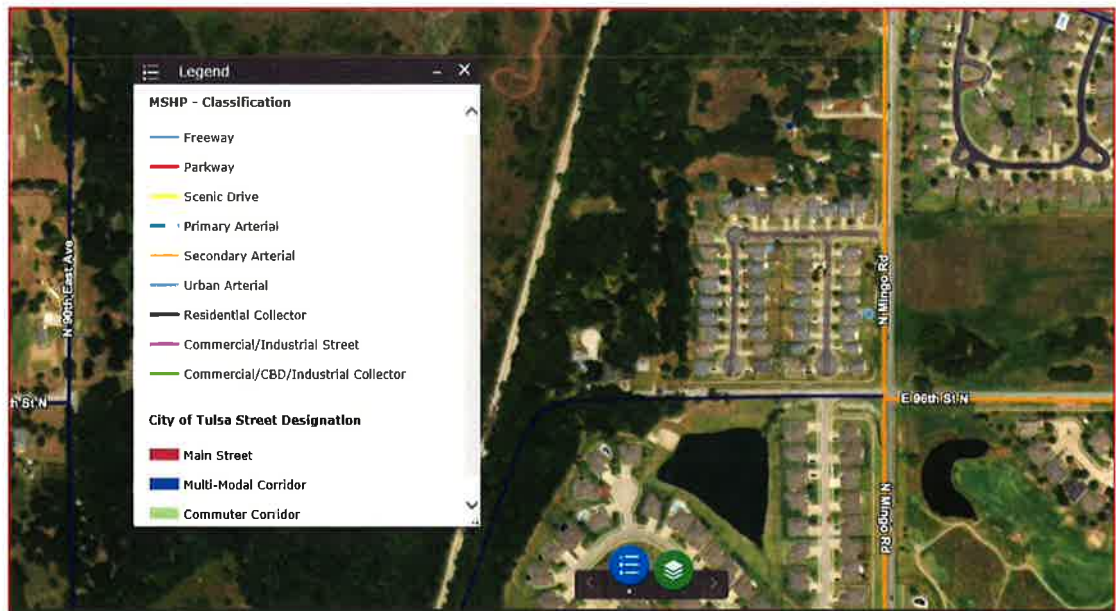 Legend
MSHP - Classification
Freeway
Parkway
Scenic Drive
Primary Arterial
Secondary Arterial
Urban Arterial
Residential Collector
Commercial/Industrial Street
Commercial/CBD/Industrial Collector
City of Tulsa Street Designation
Main Street
Multi-Modal Corridor
Commuter Corridor
N 90th East Ave
h St N
N Mingo Rd
E 96th St N
N Mingo Rd